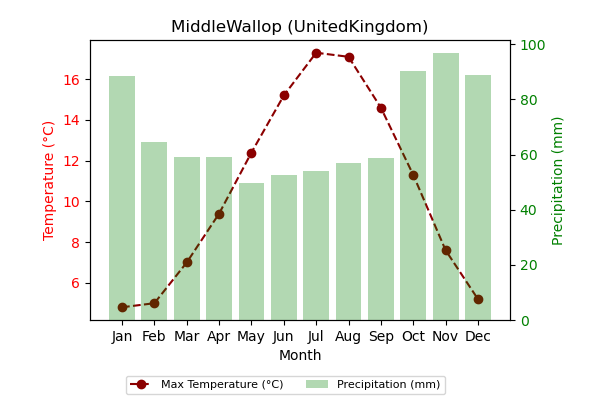 MiddleWallop (UnitedKingdom)
100
16
80
14
12
60
10
40
8
20
6
0
Temperature (°C)
Precipitation (mm)
Jan Feb Mar Apr May Jun Jul Aug Sep Oct Nov Dec
Month
Max Temperature (°C) Precipitation (mm)